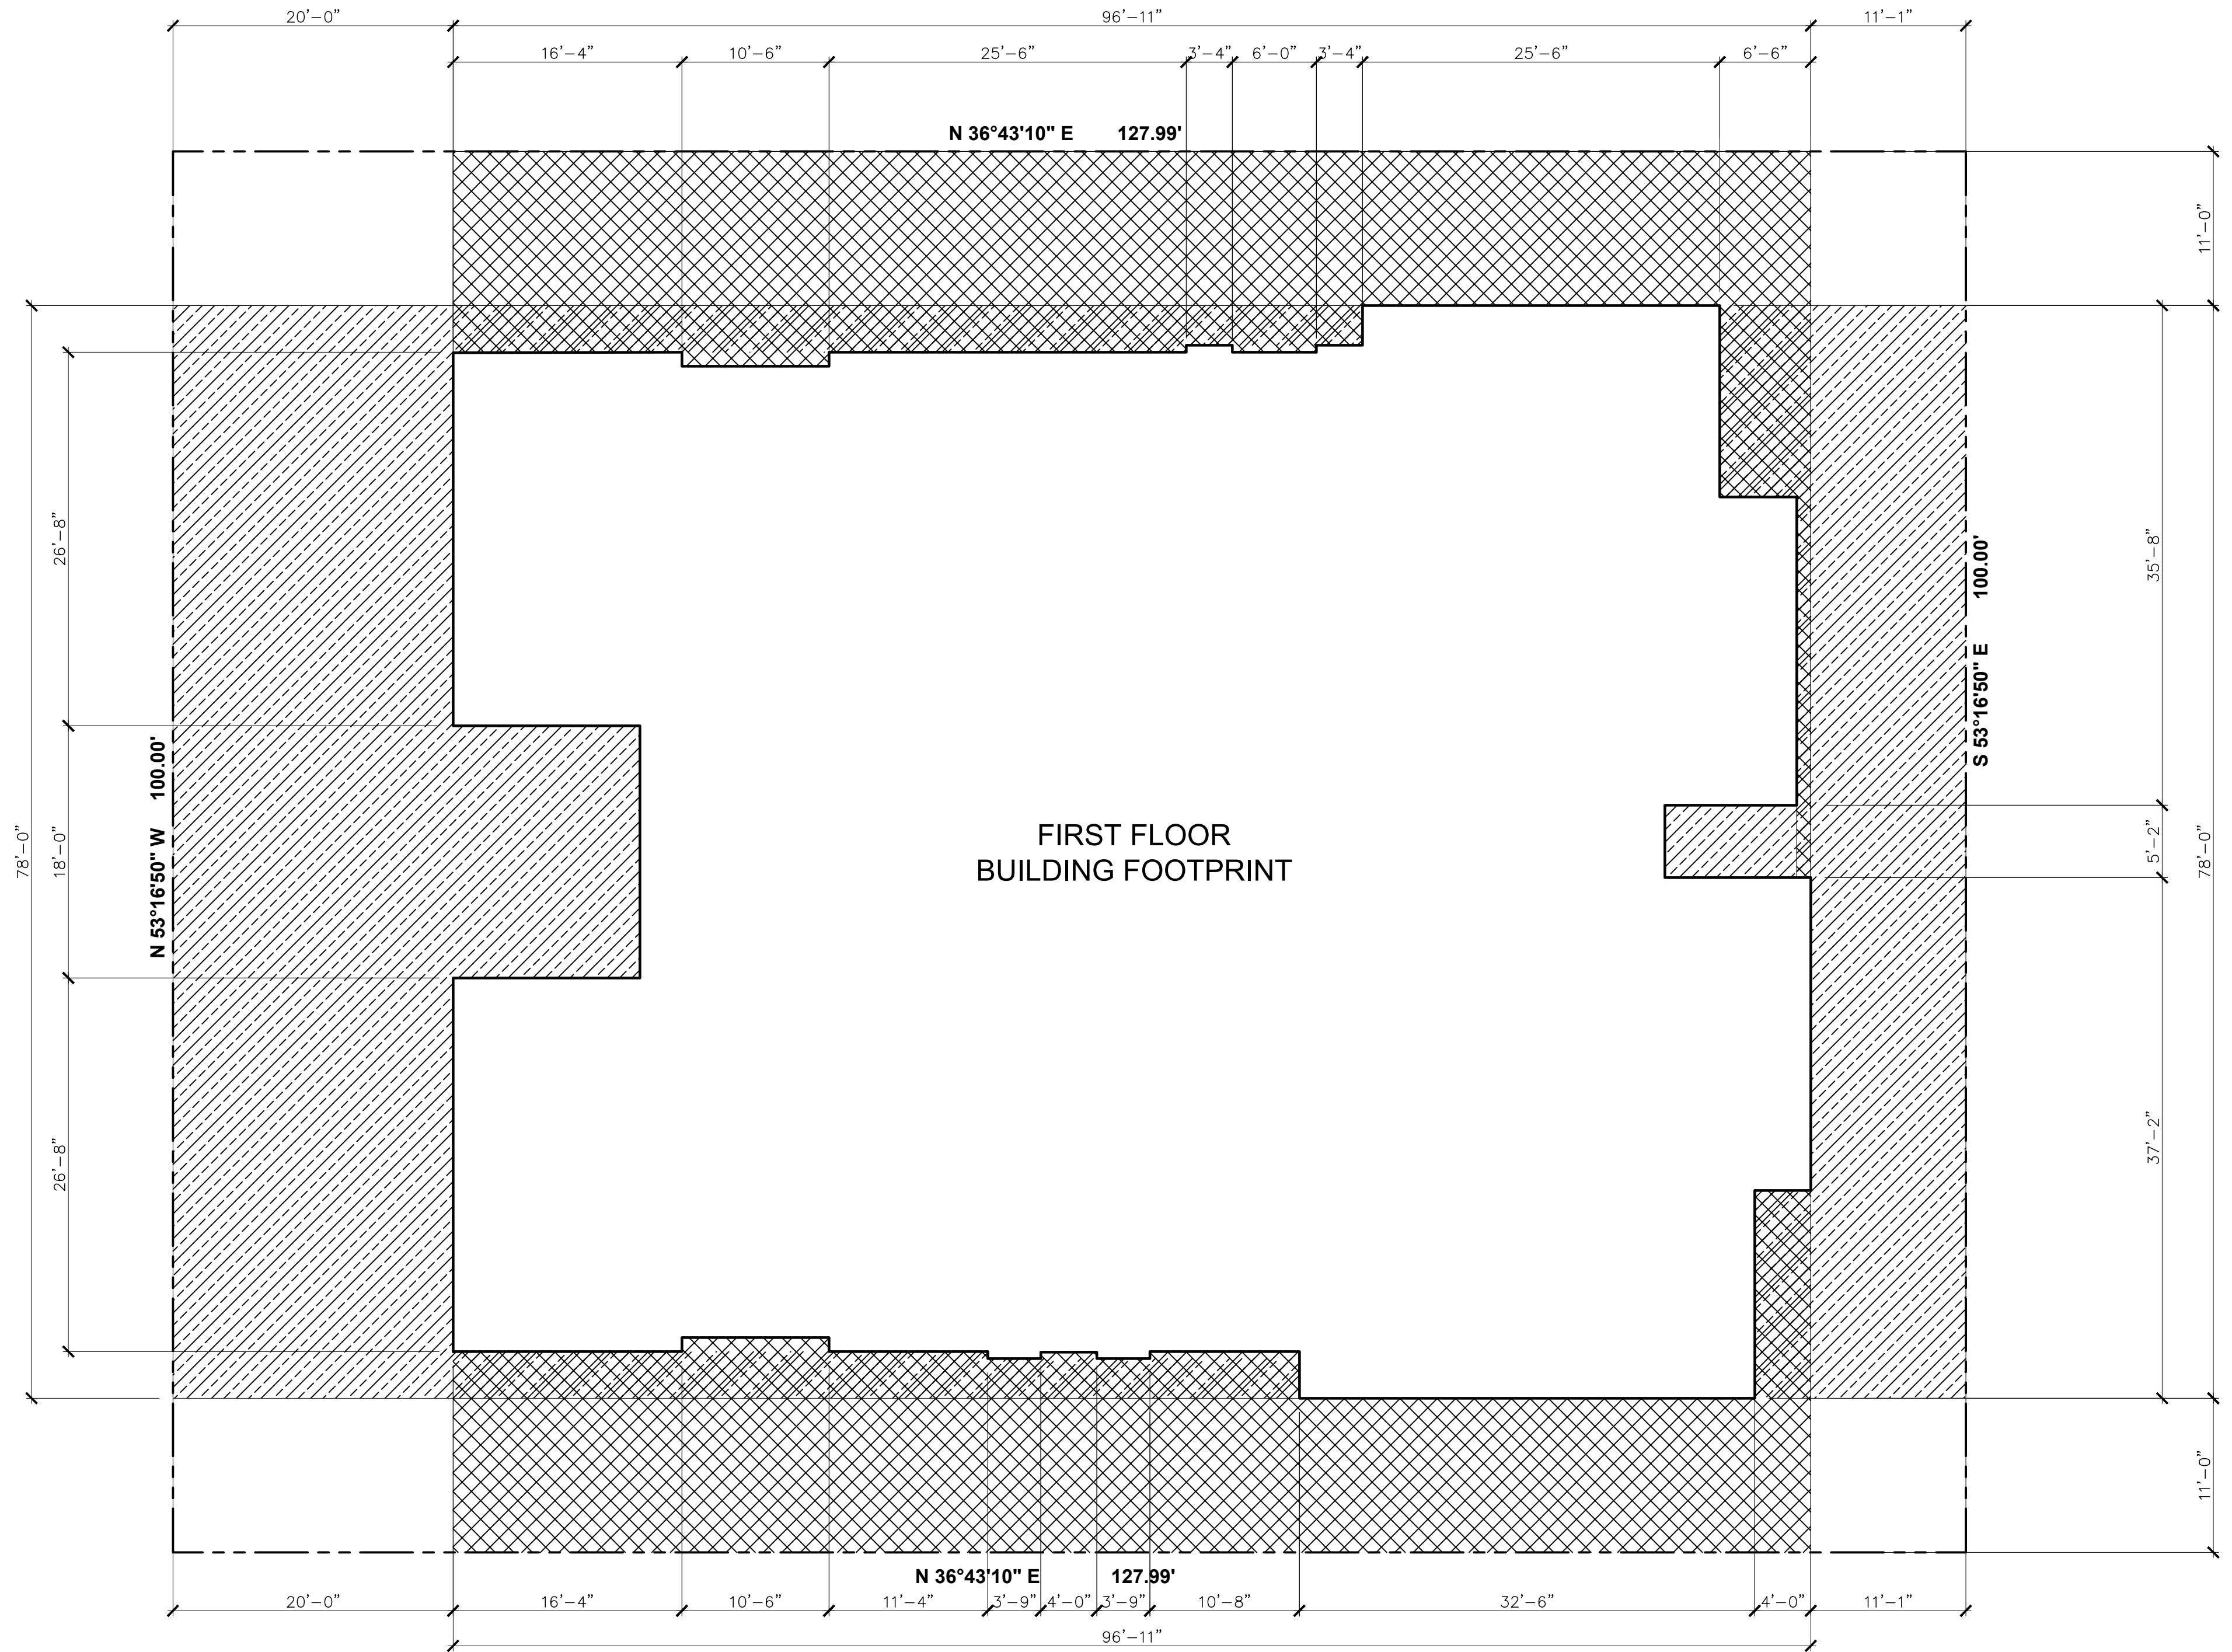 20'-0" 96'-11" 11'-1"
16'-4" 10'-6" 25'-6" 3'-4" 6'-0" 3'-4" 25'-6" 6'-6"
N 36°43'10" E 127.99'
11'-0"
26'-8"
35'-8"
S 53°16'50" E 100.00'
N 53°16'50" W 100.00'
78'-0"
18'-0"
FIRST FLOOR
BUILDING FOOTPRINT
5'-2"
78'-0"
26'-8"
37'-2"
11'-0"
N 36°43'10" E 127.99'
20'-0" 16'-4" 10'-6" 11'-4" 3'-9" 4'-0" 3'-9" 10'-8" 32'-6" 4'-0" 11'-1"
96'-11"